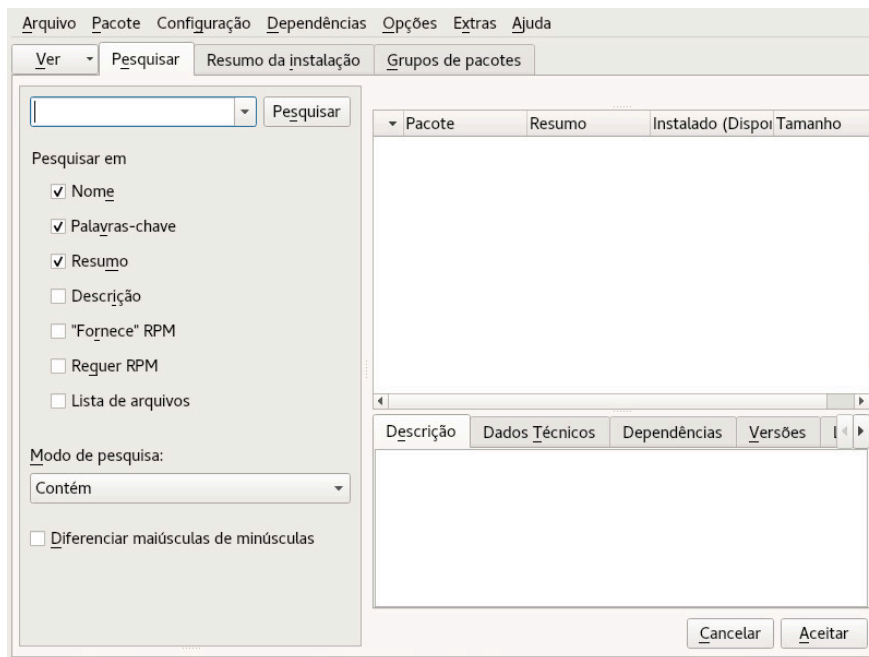 Arquivo Pacote Configuração Dependências Opções Extras Ajuda
Ver Pesquisar Resumo da instalação Grupos de pacotes
Pesquisar
Pacote Resumo Instalado (Dispor Tamanho
Pesquisar em
Nome
Palavras-chave
Resumo
Descrição
"Fornece" RPM
Requer RPM
Lista de arquivos
Modo de pesquisa:
Contém
Diferenciar maiúsculas de minúsculas
Descrição Dados Técnicos Dependências Versões
Cancelar Aceitar